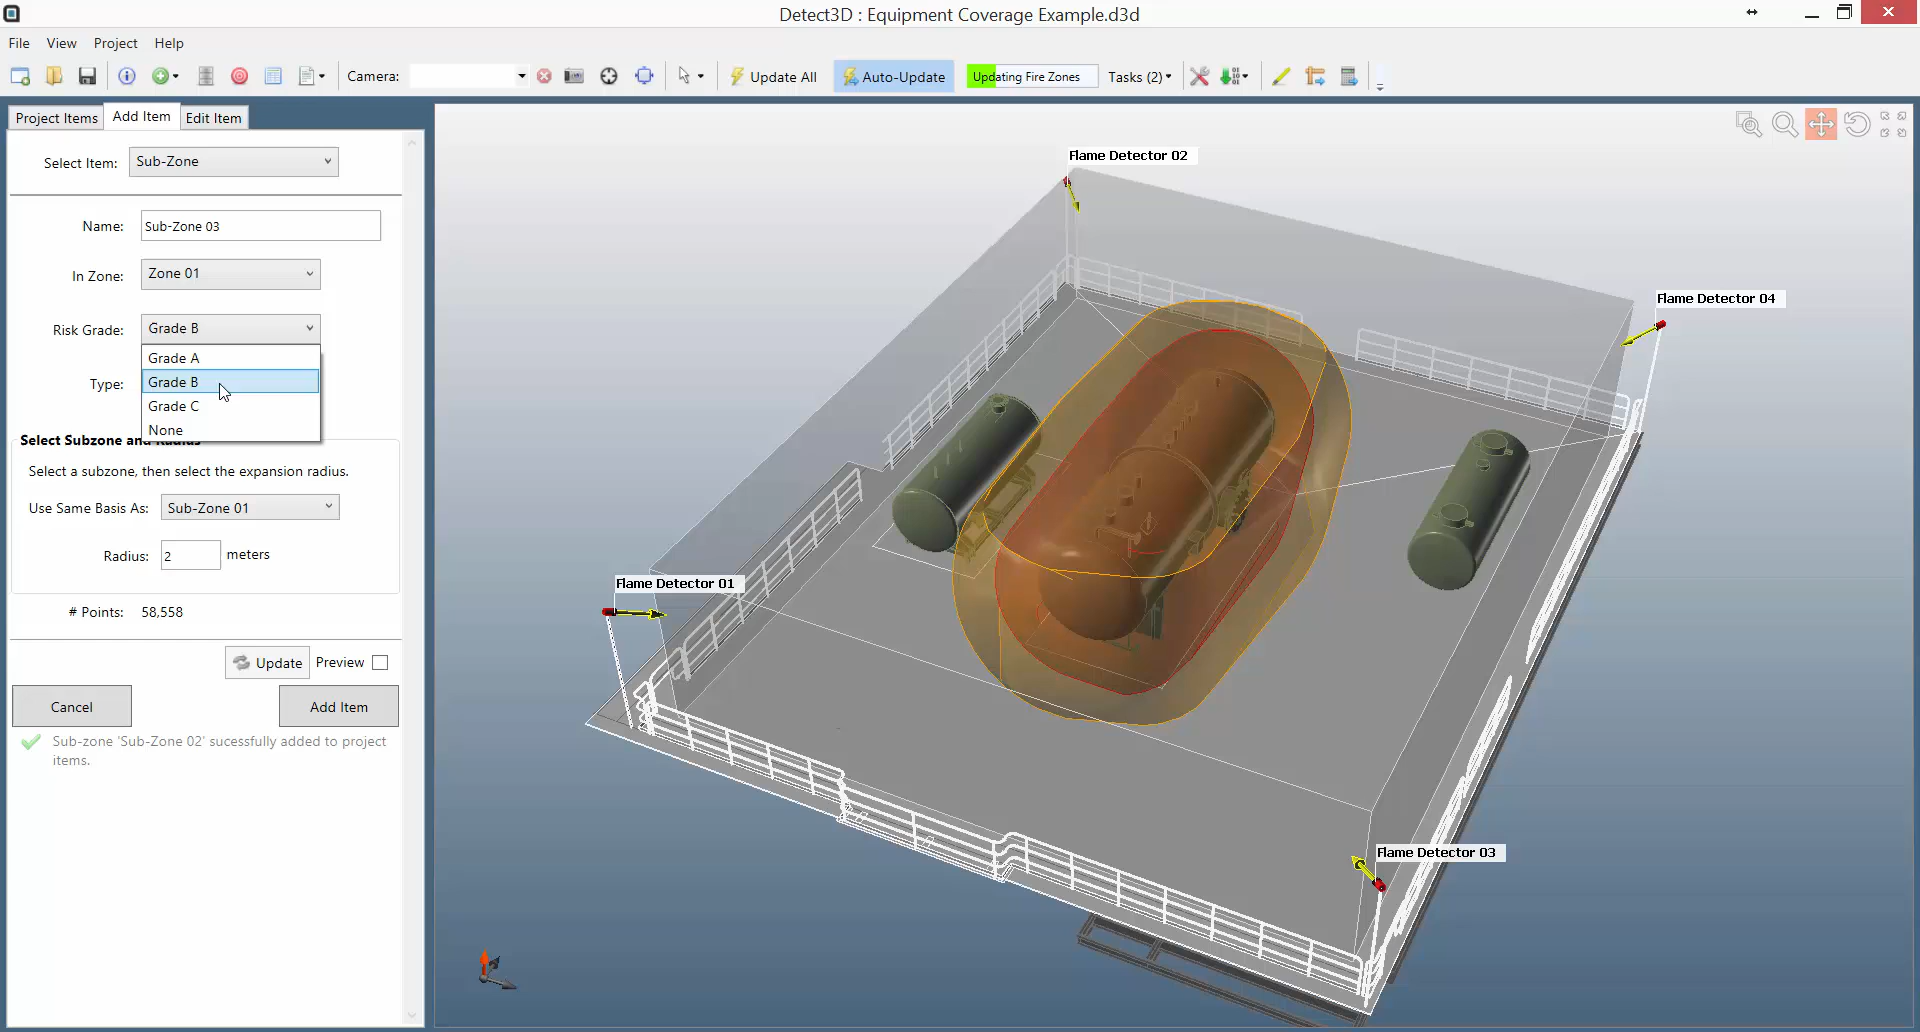 Detect3D : Equipment Coverage Example.d3d
File View Project Help
Camera: Update All Auto-Update Updating Fire Zones Tasks (2)
Project Items Add Item Edit Item
Select Item: Sub-Zone
Name: Sub-Zone 03
In Zone: Zone 01
Risk Grade: Grade B
Grade A
Type: Grade B
Grade C
None
Select Subzone and Radius
Select a subzone, then select the expansion radius.
Use Same Basis As: Sub-Zone 01
Radius: 2 meters
# Points: 58,558
Update Preview
Cancel Add Item
Sub-zone 'Sub-Zone 02' sucessfully added to project
items.
Flame Detector 02
Flame Detector 04
Flame Detector 01
Flame Detector 03